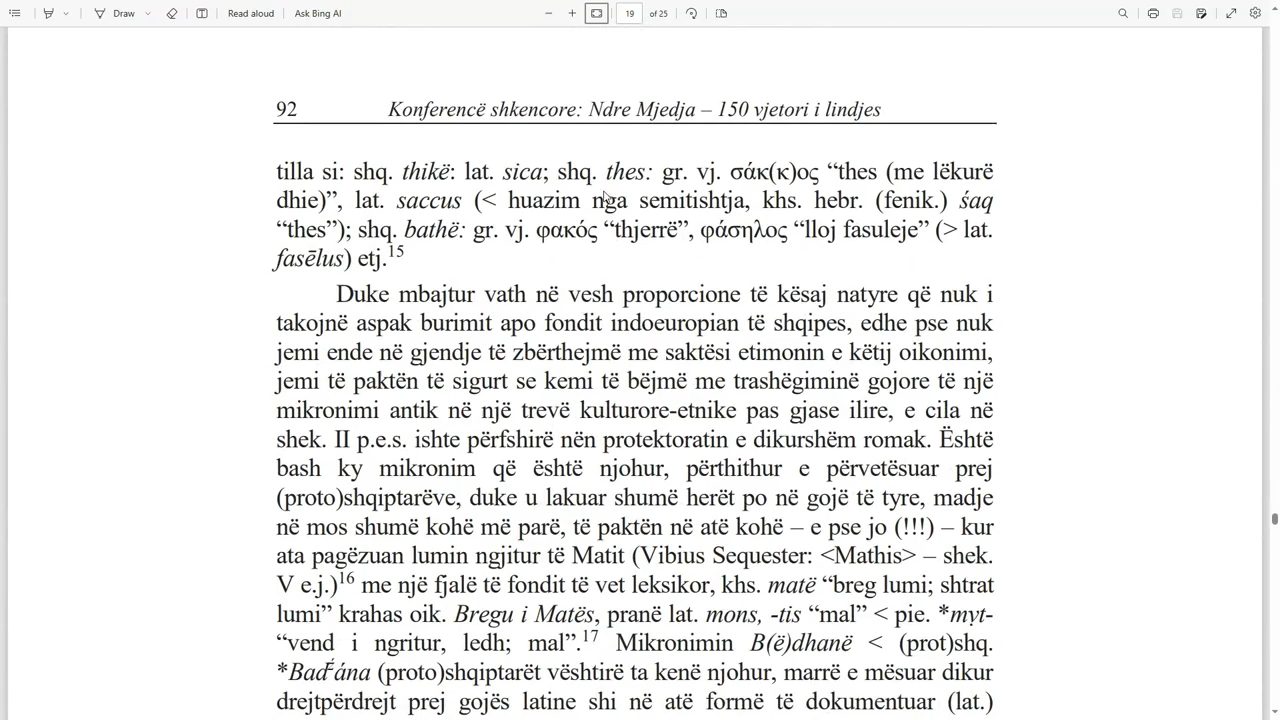 Draw
Read aloud
Ask Bing AI
19 of 25
92 Konferencë shkencore: Ndre Mjedja – 150 vjetori i lindjes
tilla si: shq. thikë: lat. sica; shq. thes: gr. vj. σάκ(κ)ος “thes (me lëkurë
dhie)”, lat. saccus (< huazim nga semitishtja, khs. hebr. (fenik.) śaq
“thes”); shq. bathë: gr. vj. φακός “thjerrë”, φάσηλος “lloj fasuleje” (> lat.
fasēlus) etj.15
Duke mbajtur vath në vesh proporcione të kësaj natyre që nuk i
takojnë aspak burimit apo fondit indoeuropian të shqipes, edhe pse nuk
jemi ende në gjendje të zbërthejmë me saktësi etimonin e këtij oikonimi,
jemi të paktën të sigurt se kemi të bëjmë me trashëgiminë gojore të një
mikronimi antik në një trevë kulturore-etnike pas gjase ilire, e cila në
shek. II p.e.s. ishte përfshirë nën protektoratin e dikurshëm romak. Është
bash ky mikronim që është njohur, përthithur e përvetësuar prej
(proto)shqiptarëve, duke u lakuar shumë herët po në gojë të tyre, madje
në mos shumë kohë më parë, të paktën në atë kohë – e pse jo (!!!) – kur
ata pagëzuan lumin ngjitur të Matit (Vibius Sequester: <Mathis> – shek.
V e.j.)16 me një fjalë të fondit të vet leksikor, khs. matë “breg lumi; shtrat
lumi” krahas oik. Bregu i Matës, pranë lat. mons, -tis “mal” < pie.
“vend i ngritur, ledh; mal”.17 Mikronimin B(ë)dhanë < (prot)shq.
(proto)shqiptarët vështirë ta kenë njohur, marrë e mësuar dikur
drejtpërdrejt prej gojës latine shi në atë formë të dokumentuar (lat.)